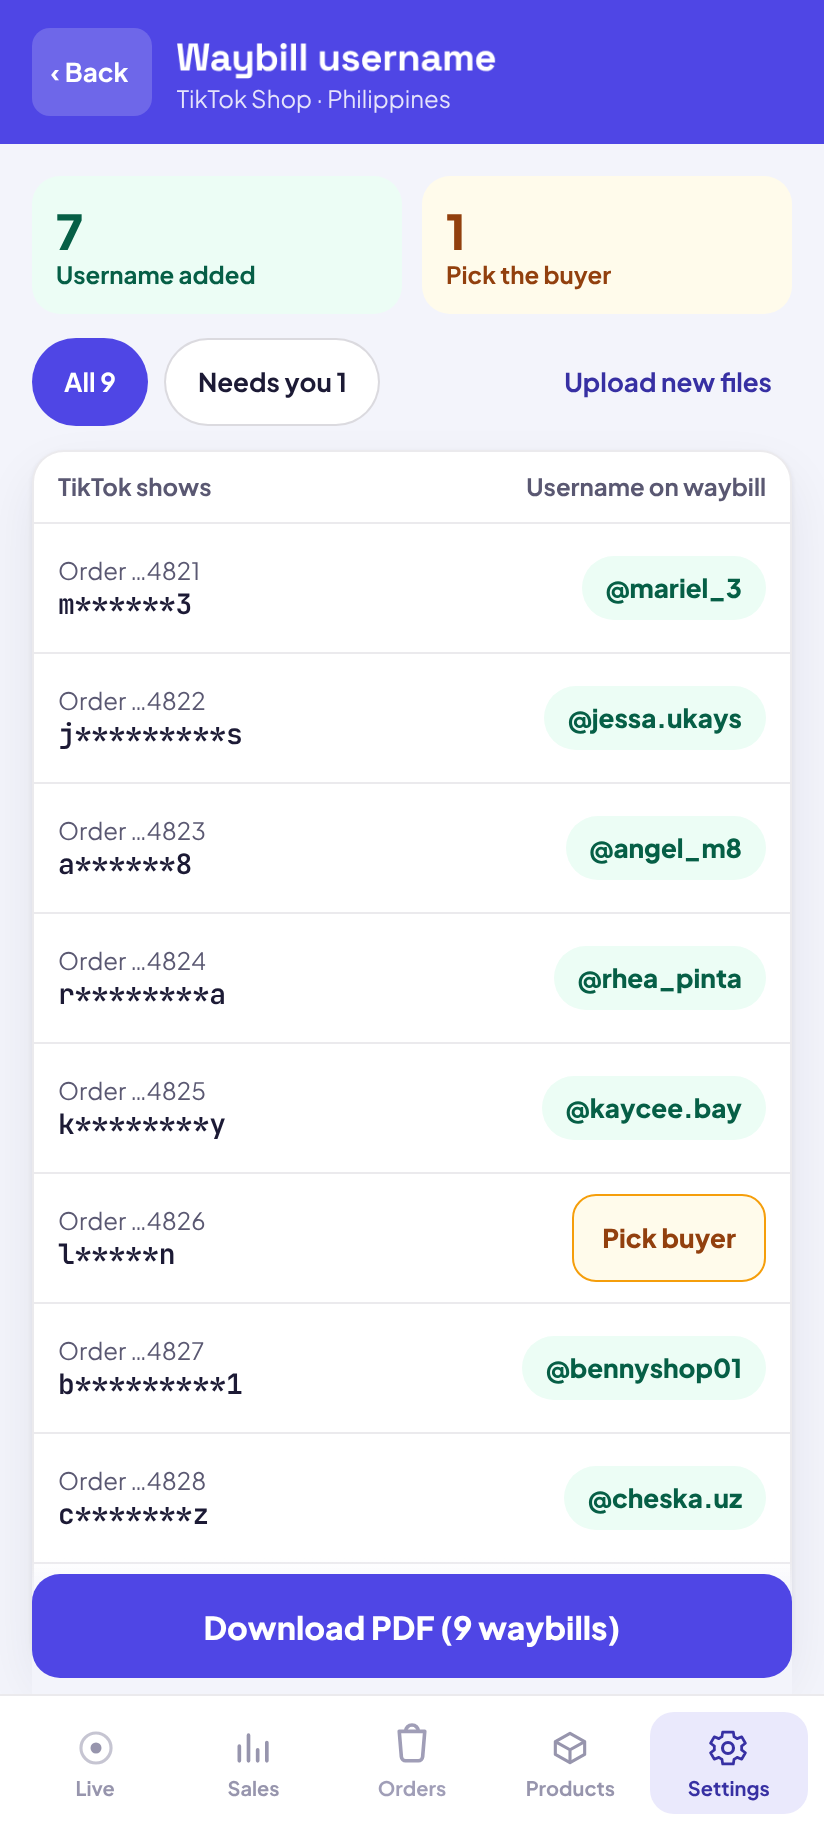 ‹ Back
Waybill username
TikTok Shop · Philippines
7
Username added
1
Pick the buyer
All 9
Needs you 1
Upload new files
TikTok shows
Username on waybill
Order ...4821
m******3
@mariel_3
Order ...4822
j*********s
@jessa.ukays
Order ...4823
a******8
@angel_m8
Order ...4824
r********a
@rhea_pinta
Order ...4825
k********y
@kaycee.bay
Order ...4826
l*****n
Pick buyer
Order ...4827
b*********1
@bennyshop01
Order ...4828
c*******z
@cheska.uz
Download PDF (9 waybills)
Live
Sales
Orders
Products
Settings